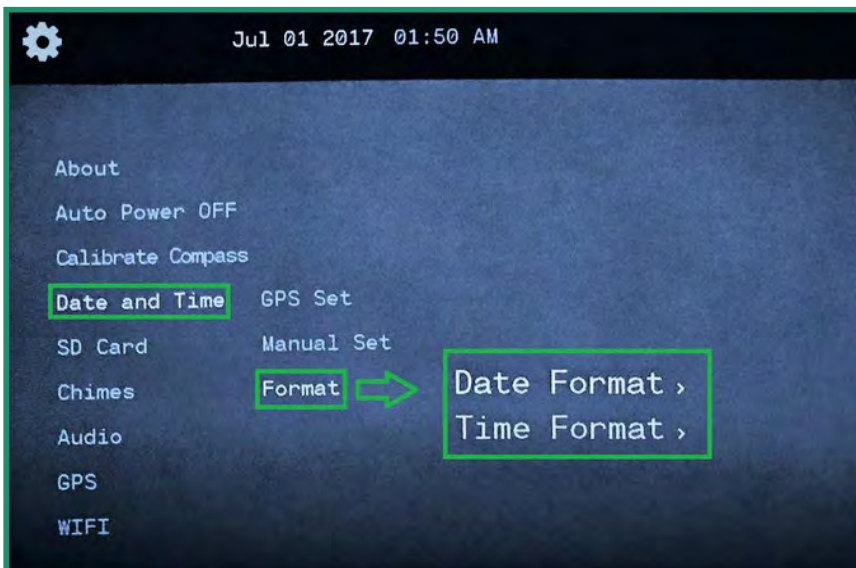 Jul 01 2017 01:50 AM
About
Auto Power OFF
Calibrate Compass
Date and Time
GPS Set
SD Card
Manual Set
Chimes
Format
Date Format ›
Time Format ›
Audio
GPS
WIFI